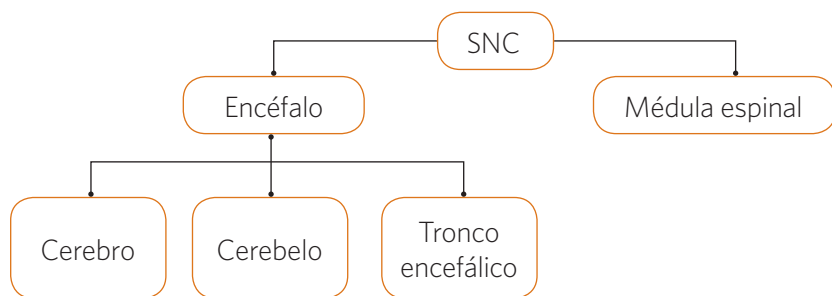 SNC
Encéfalo
Médula espinal
Cerebro
Cerebelo
Tronco
encefálico